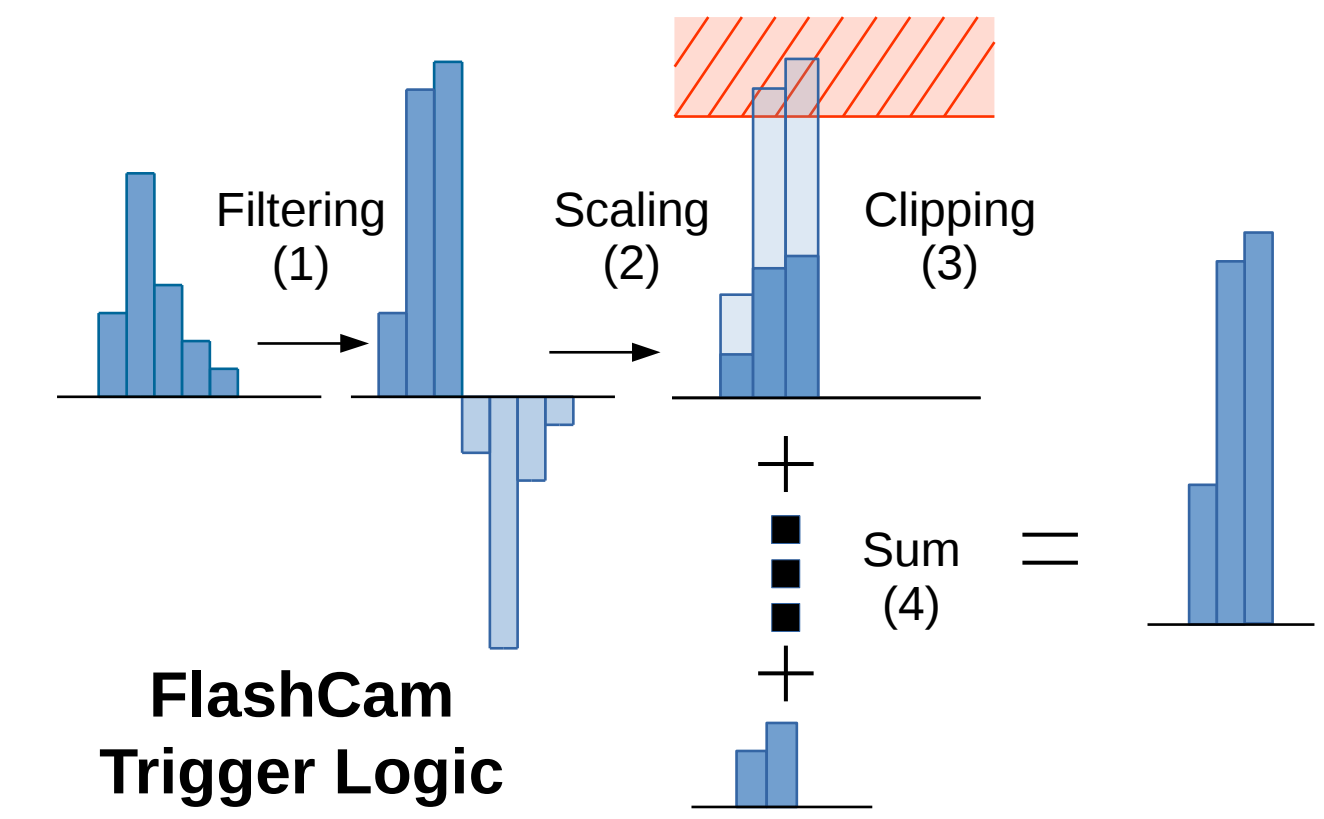 Filtering
(1)
Scaling
(2)
Clipping
(3)
Sum
(4)
FlashCam
Trigger Logic